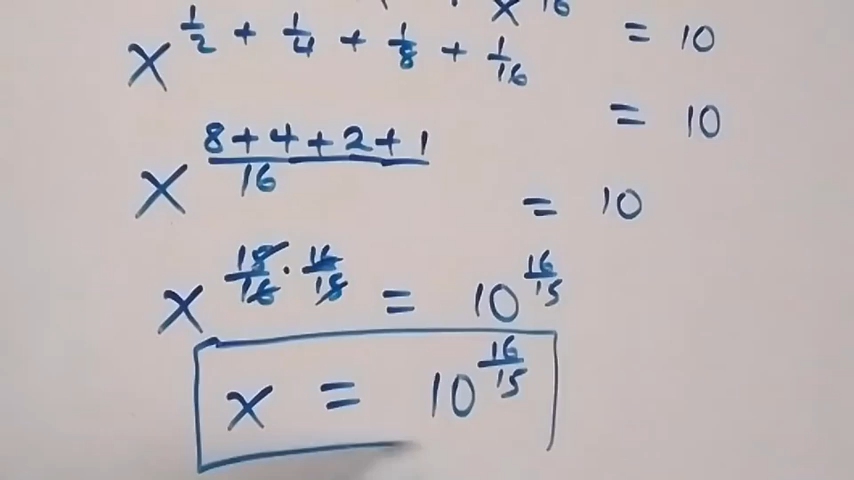 x^16
x^(1/2 + 1/4 + 1/8 + 1/16) = 10
= 10
x^((8+4+2+1)/16) = 10
x^(15/16 · 16/15) = 10^(16/15)
x = 10^(16/15)